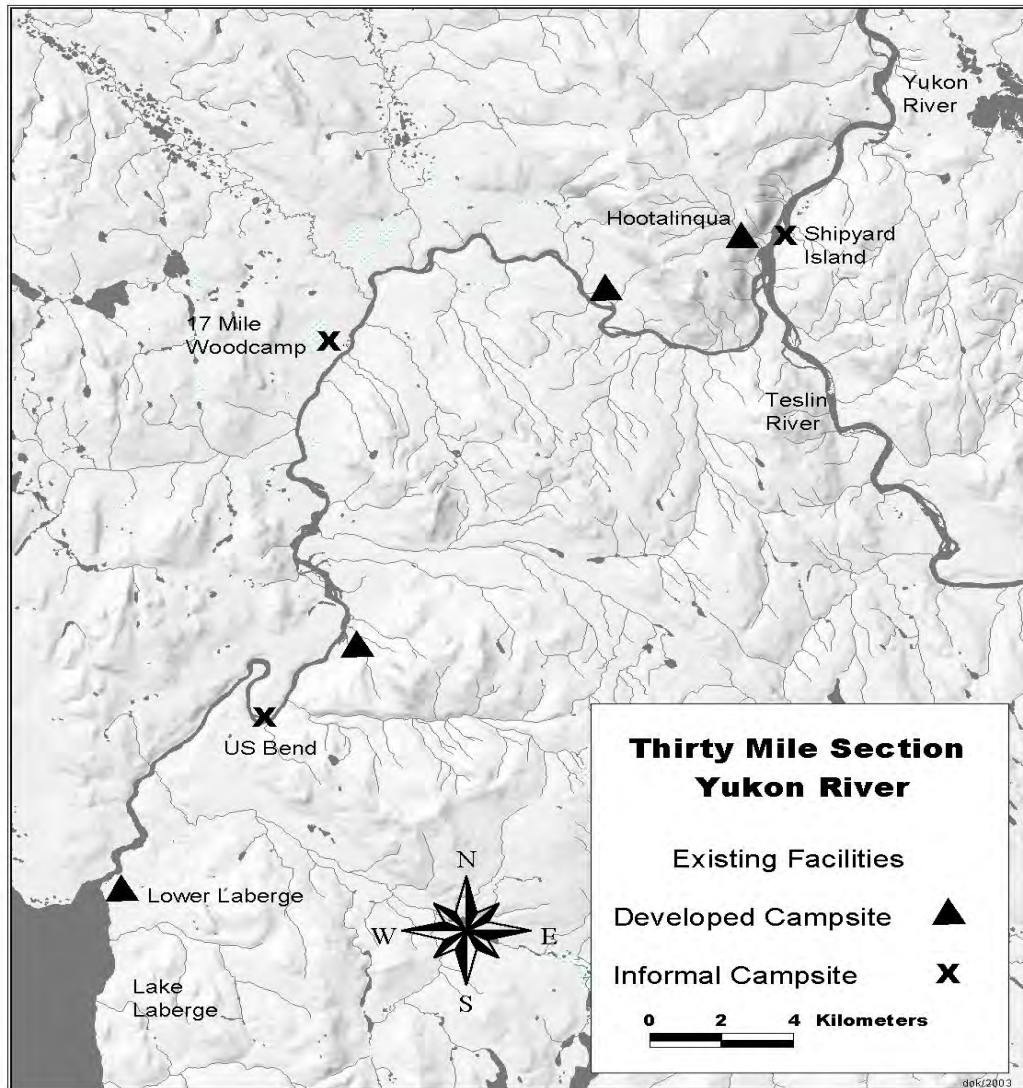 Yukon
River
Hootalinqua
Shipyard
Island
17 Mile
Woodcamp
Teslin
River
US Bend
Lower Laberge
Lake
Laberge
N
W
E
S
Thirty Mile Section
Yukon River
Existing Facilities
Developed Campsite
Informal Campsite
0 2 4 Kilometers
dok/2003